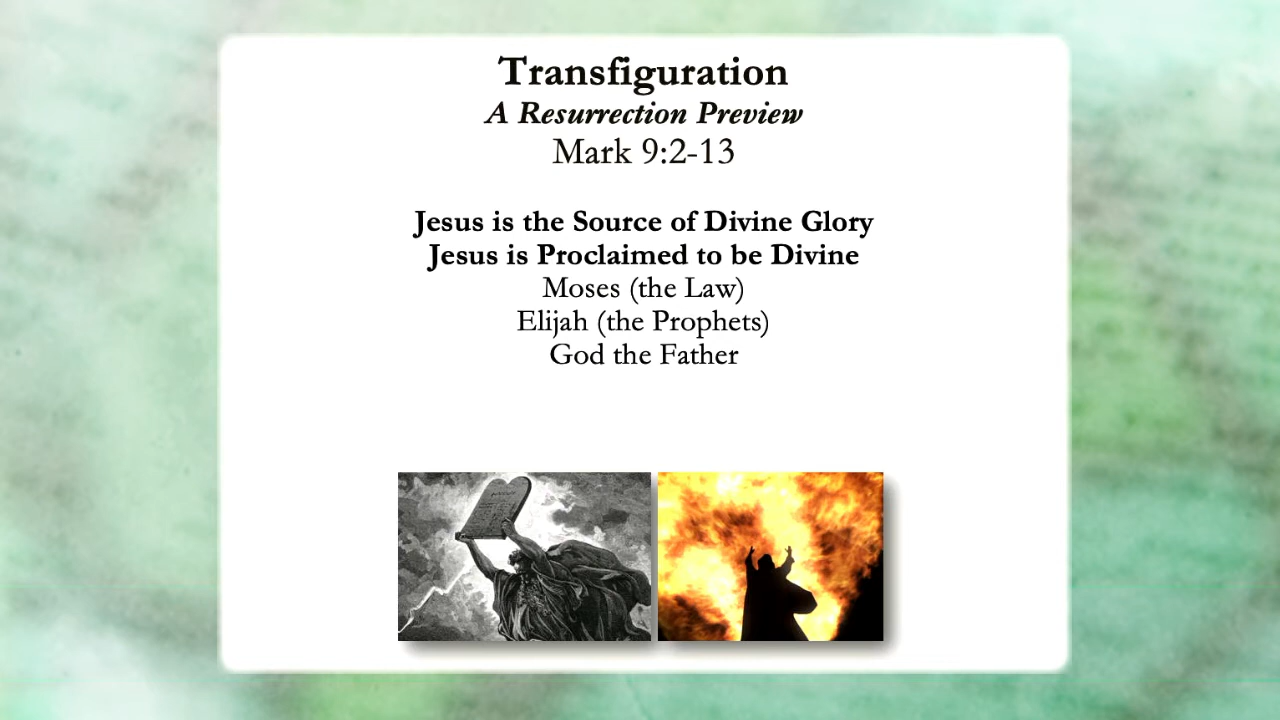 Transfiguration
A Resurrection Preview
Mark 9:2-13
Jesus is the Source of Divine Glory
Jesus is Proclaimed to be Divine
Moses (the Law)
Elijah (the Prophets)
God the Father